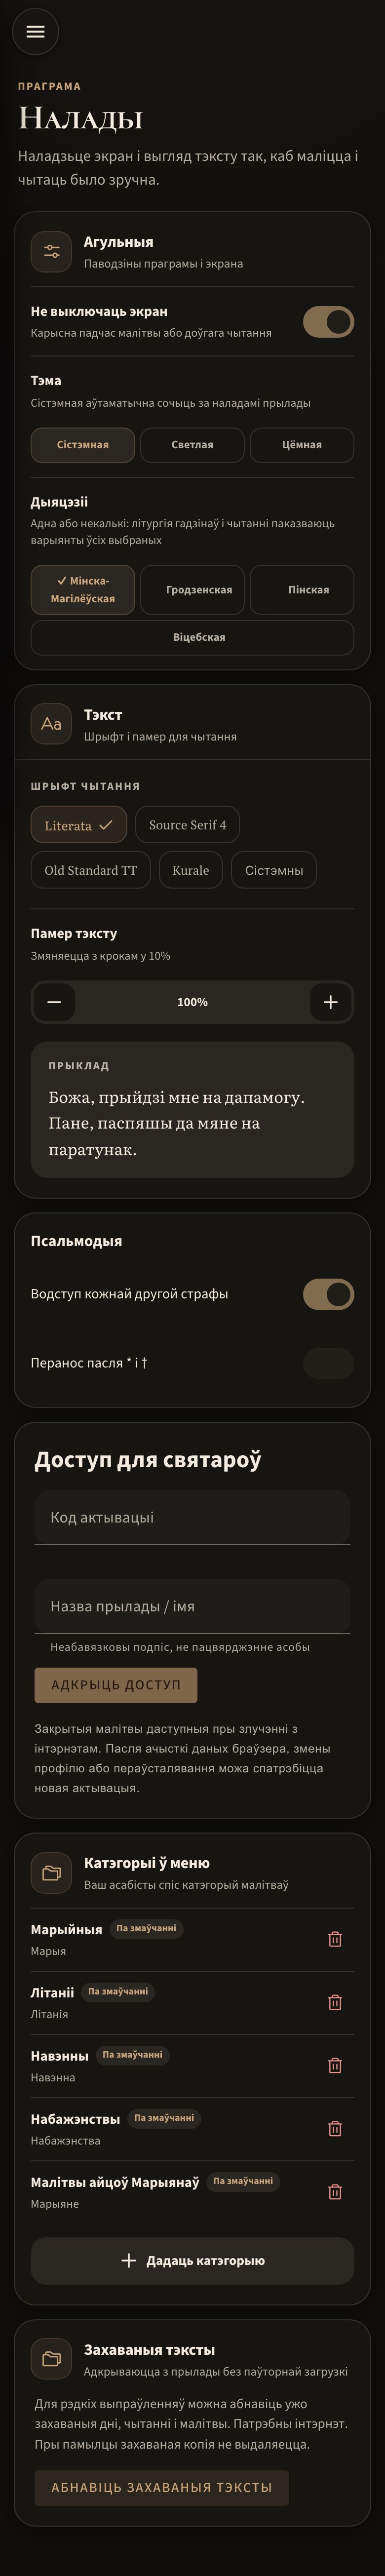 ПРАГРАМА
Налады
Наладзьце экран і выгляд тэксту так, каб маліцца і
чытаць было зручна.
Агульныя
Паводзіны праграмы і экрана
Не выключаць экран
Карысна падчас малітвы або доўгага чытання
Тэма
Сістэмная аўтаматычна сочыць за наладамі прылады
Сістэмная
Светлая
Цёмная
Дыяцэзіі
Адна або некалькі: літургія гадзінаў і чытанні паказваюць
варыянты ўсіх выбраных
✓ Мінска-
Магілёўская
Гродзенская
Пінская
Віцебская
Aa
Тэкст
Шрыфт і памер для чытання
ШРЫФТ ЧЫТАННЯ
Literata ✓
Source Serif 4
Old Standard TT
Kurale
Сістэмны
Памер тэксту
Змяняецца з крокам у 10%
100%
ПРЫКЛАД
Божа, прыйдзі мне на дапамогу.
Пане, паспяшы да мяне на
паратунак.
Псальмодыя
Водступ кожнай другой страфы
Перанос пасля * і †
Доступ для святароў
Код актывацыі
Назва прылады / імя
Неабавязковы подпіс, не пацвярджэнне асобы
АДКРЫЦЬ ДОСТУП
Закрытыя малітвы даступныя пры злучэнні з
інтэрнэтам. Пасля ачысткі даных браўзера, змены
профілю або пераўсталявання можа спатрэбіцца
новая актывацыя.
Катэгорыі ў меню
Ваш асабісты спіс катэгорый малітваў
Марыйныя Па змаўчанні
Марыя
Літаніі Па змаўчанні
Літанія
Навэнны Па змаўчанні
Навэнна
Набажэнствы Па змаўчанні
Набажэнства
Малітвы айцоў Марыянаў Па змаўчанні
Марыяне
Дадаць катэгорыю
Захаваныя тэксты
Адкрываюцца з прылады без паўторнай загрузкі
Для рэдкіх выпраўленняў можна абнавіць ужо
захаваныя дні, чытанні і малітвы. Патрэбны інтэрнэт.
Пры памылцы захаваная копія не выдаляецца.
АБНАВІЦЬ ЗАХАВАНЫЯ ТЭКСТЫ